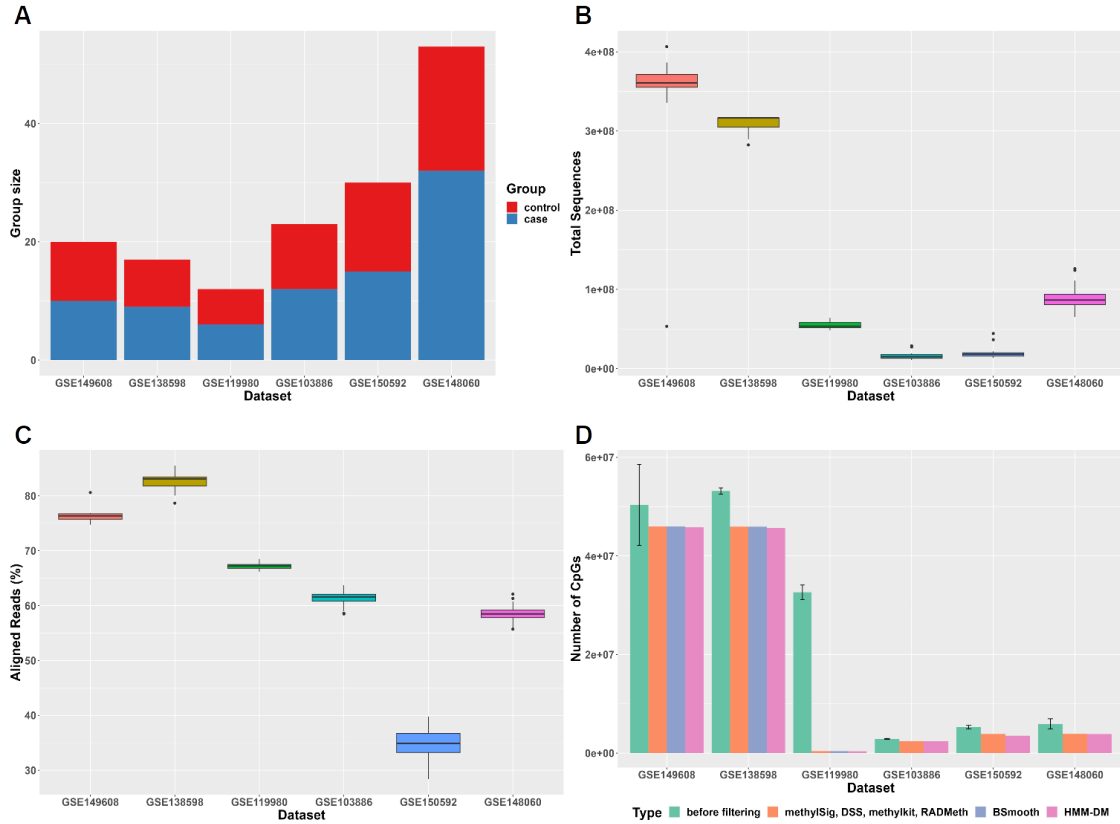 A
Group size
40
20
0
GSE149608 GSE138598 GSE119980 GSE103886 GSE150592 GSE148060
Dataset
Group
control
case
B
Total Sequences
4e+08
3e+08
2e+08
1e+08
0e+00
GSE149608 GSE138598 GSE119980 GSE103886 GSE150592 GSE148060
Dataset
C
Aligned Reads (%)
80
70
60
50
40
30
GSE149608 GSE138598 GSE119980 GSE103886 GSE150592 GSE148060
Dataset
D
Number of CpGs
6e+07
4e+07
2e+07
0e+00
GSE149608 GSE138598 GSE119980 GSE103886 GSE150592 GSE148060
Dataset
Type before filtering methylSig, DSS, methylkit, RADMeth BSmooth HMM-DM